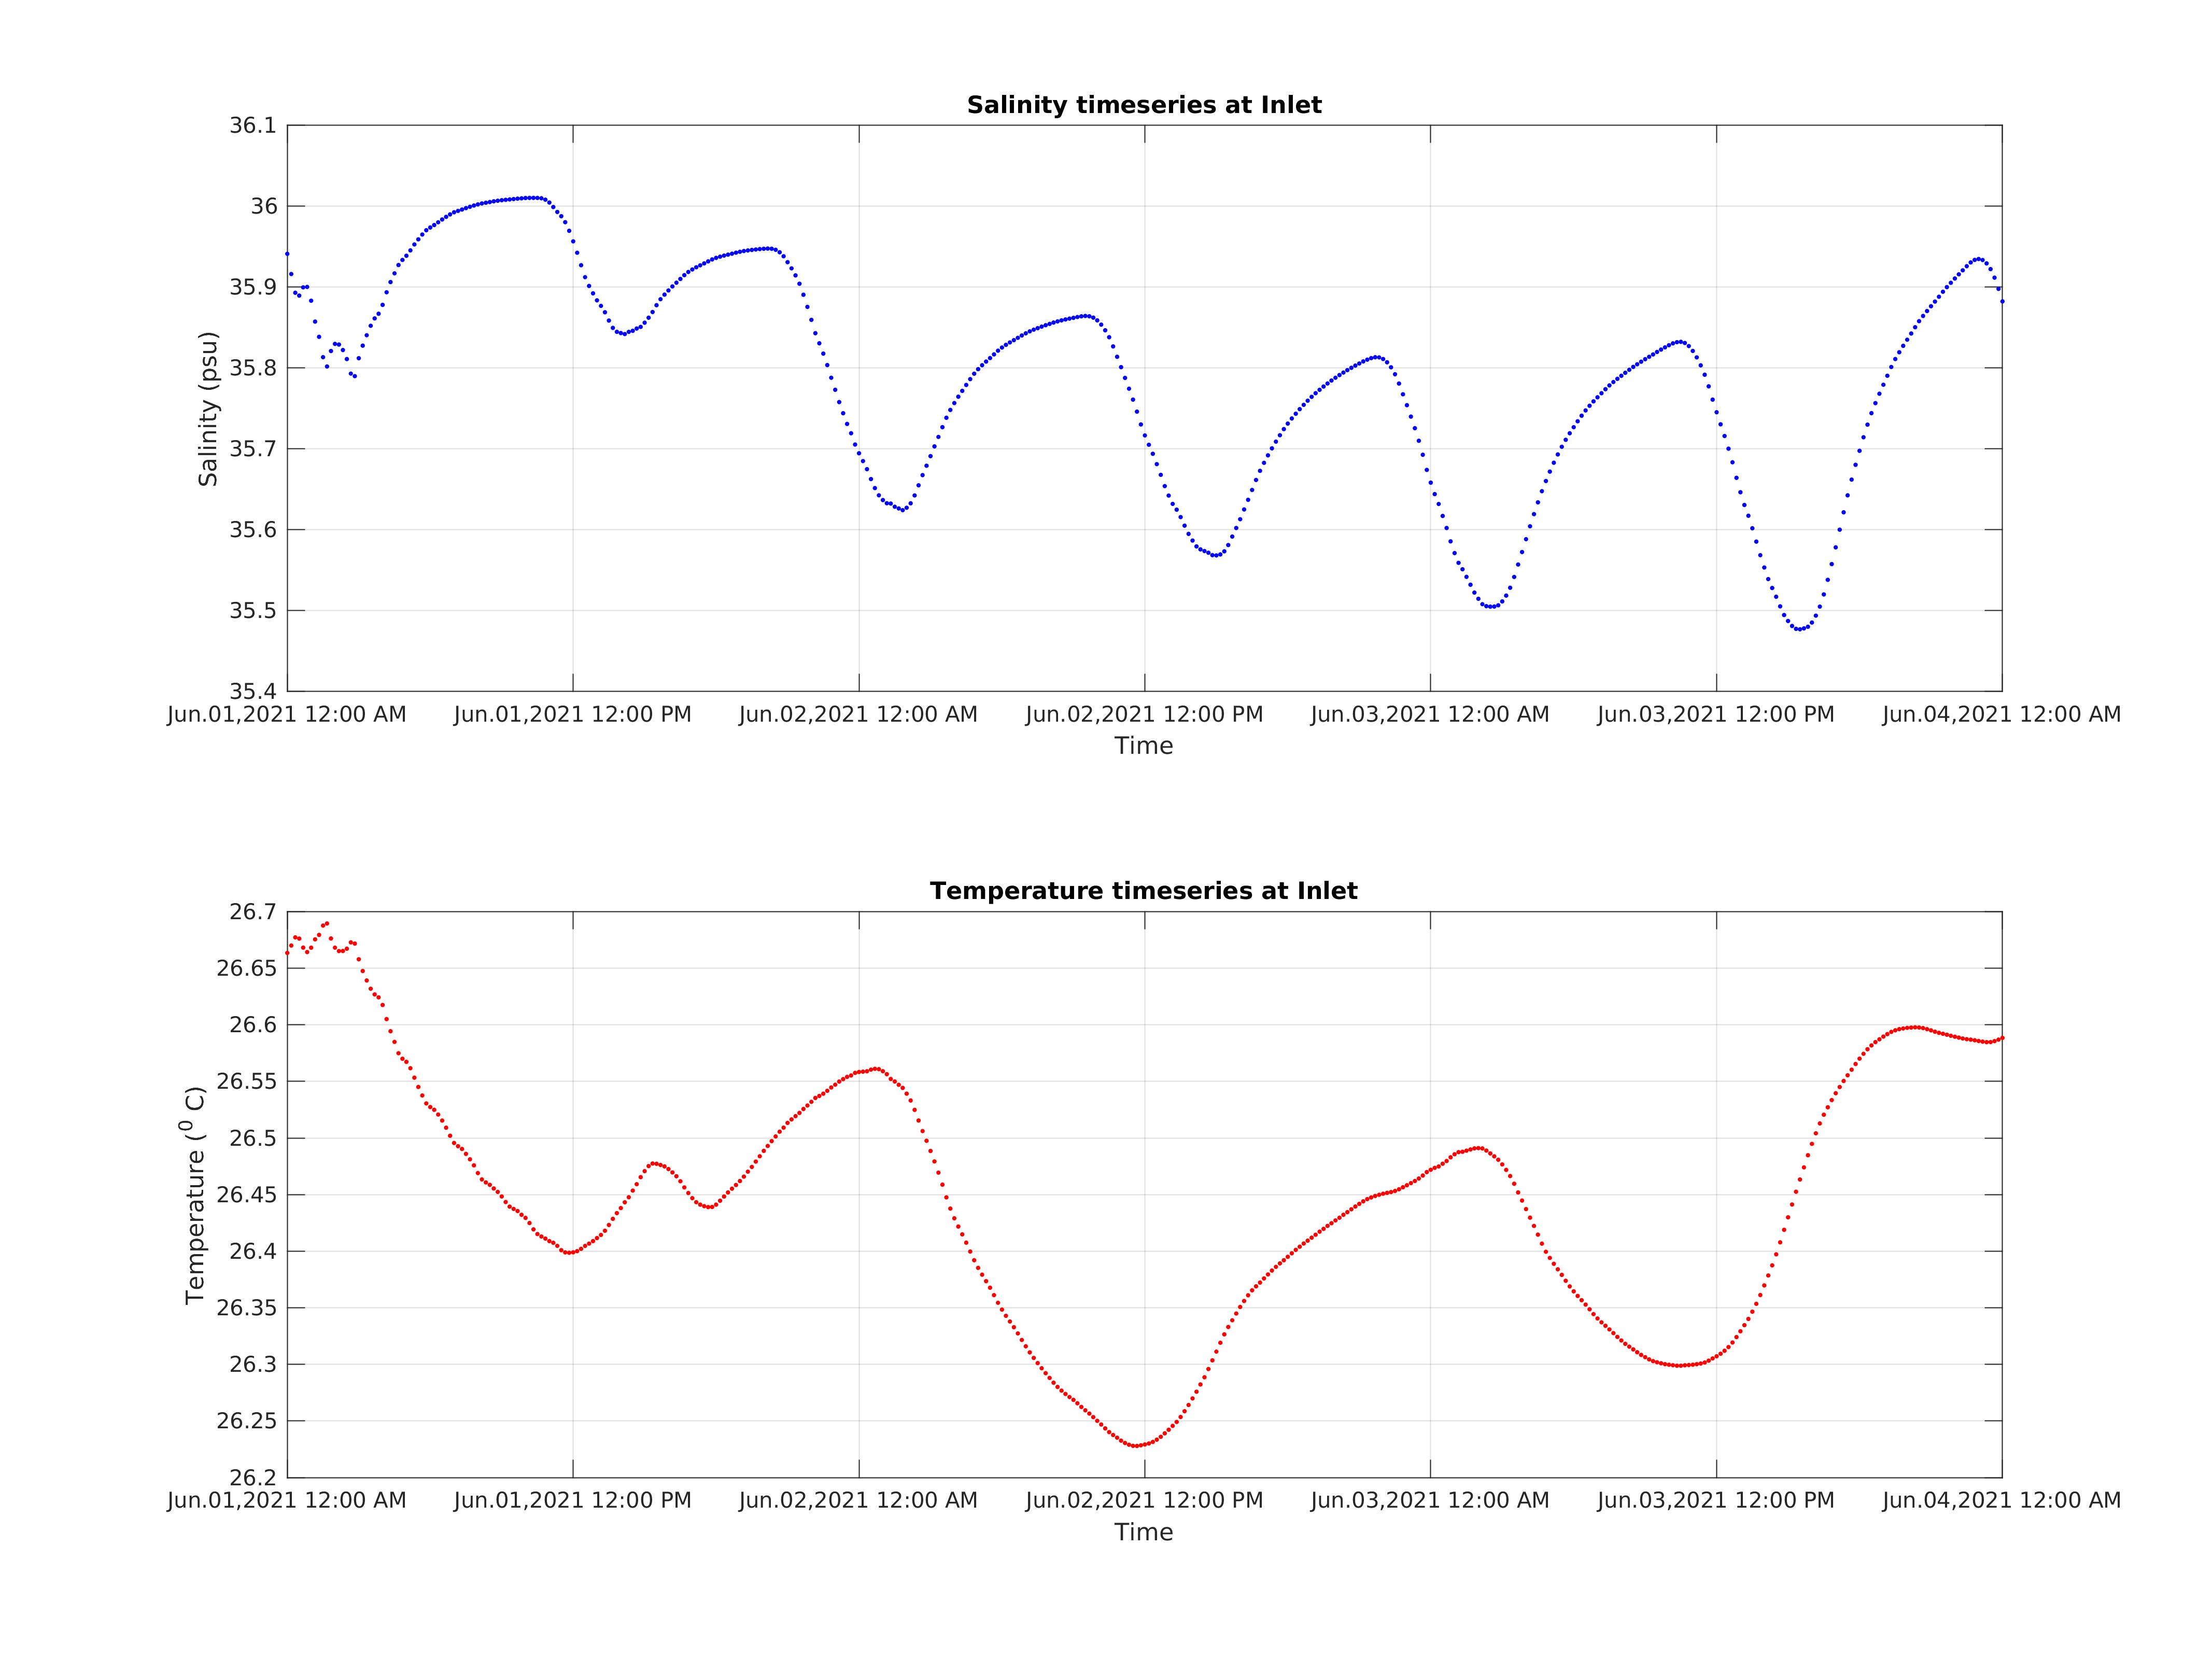 Salinity timeseries at Inlet
36.1
36
35.9
35.8
35.7
35.6
35.5
35.4
Salinity (psu)
Jun.01,2021 12:00 AM Jun.01,2021 12:00 PM Jun.02,2021 12:00 AM Jun.02,2021 12:00 PM Jun.03,2021 12:00 AM Jun.03,2021 12:00 PM Jun.04,2021 12:00 AM
Time
Temperature timeseries at Inlet
26.7
26.65
26.6
26.55
26.5
26.45
26.4
26.35
26.3
26.25
26.2
Temperature (⁰ C)
Jun.01,2021 12:00 AM Jun.01,2021 12:00 PM Jun.02,2021 12:00 AM Jun.02,2021 12:00 PM Jun.03,2021 12:00 AM Jun.03,2021 12:00 PM Jun.04,2021 12:00 AM
Time